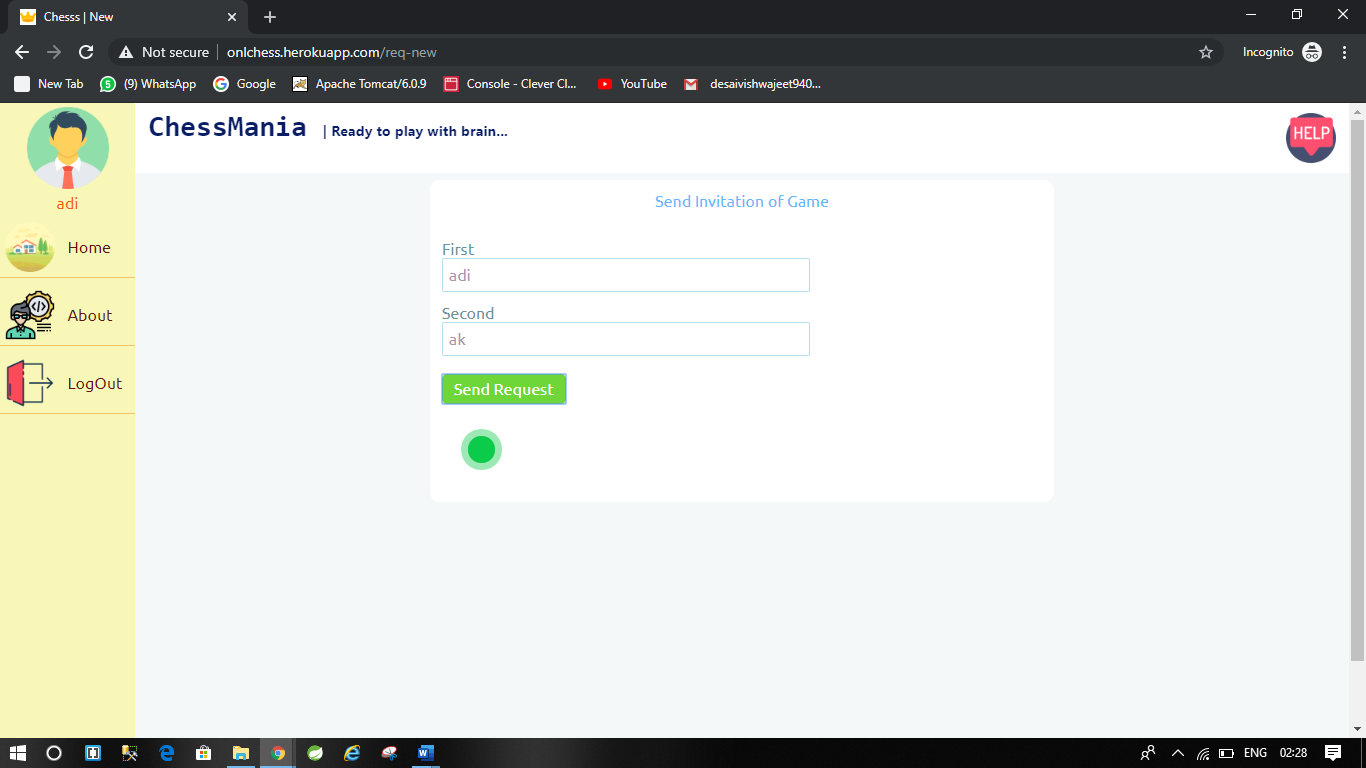 Chesss | New
Not secure
onlchess.herokuapp.com/req-new
Incognito
New Tab
5
(9) WhatsApp
Google
Apache Tomcat/6.0.9
Console - Clever Cl...
YouTube
desaivishwajeet940...
ChessMania | Ready to play with brain...
HELP
adi
Home
About
LogOut
Send Invitation of Game
First
adi
Second
ak
Send Request
ENG
02:28